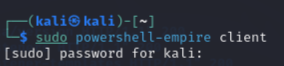 ┌──(kali㉿kali)-[~]
└─$ sudo powershell-empire client
[sudo] password for kali: